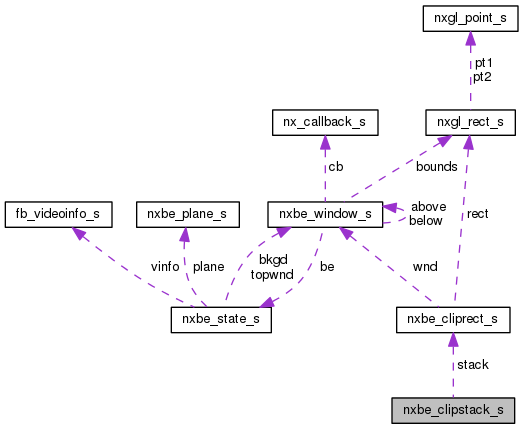 nxgl_point_s
pt1
pt2
nx_callback_s
nxgl_rect_s
cb
bounds
fb_videoinfo_s
nxbe_plane_s
nxbe_window_s
above
below
rect
vinfo
plane
bkgd
topwnd
be
wnd
nxbe_state_s
nxbe_cliprect_s
stack
nxbe_clipstack_s